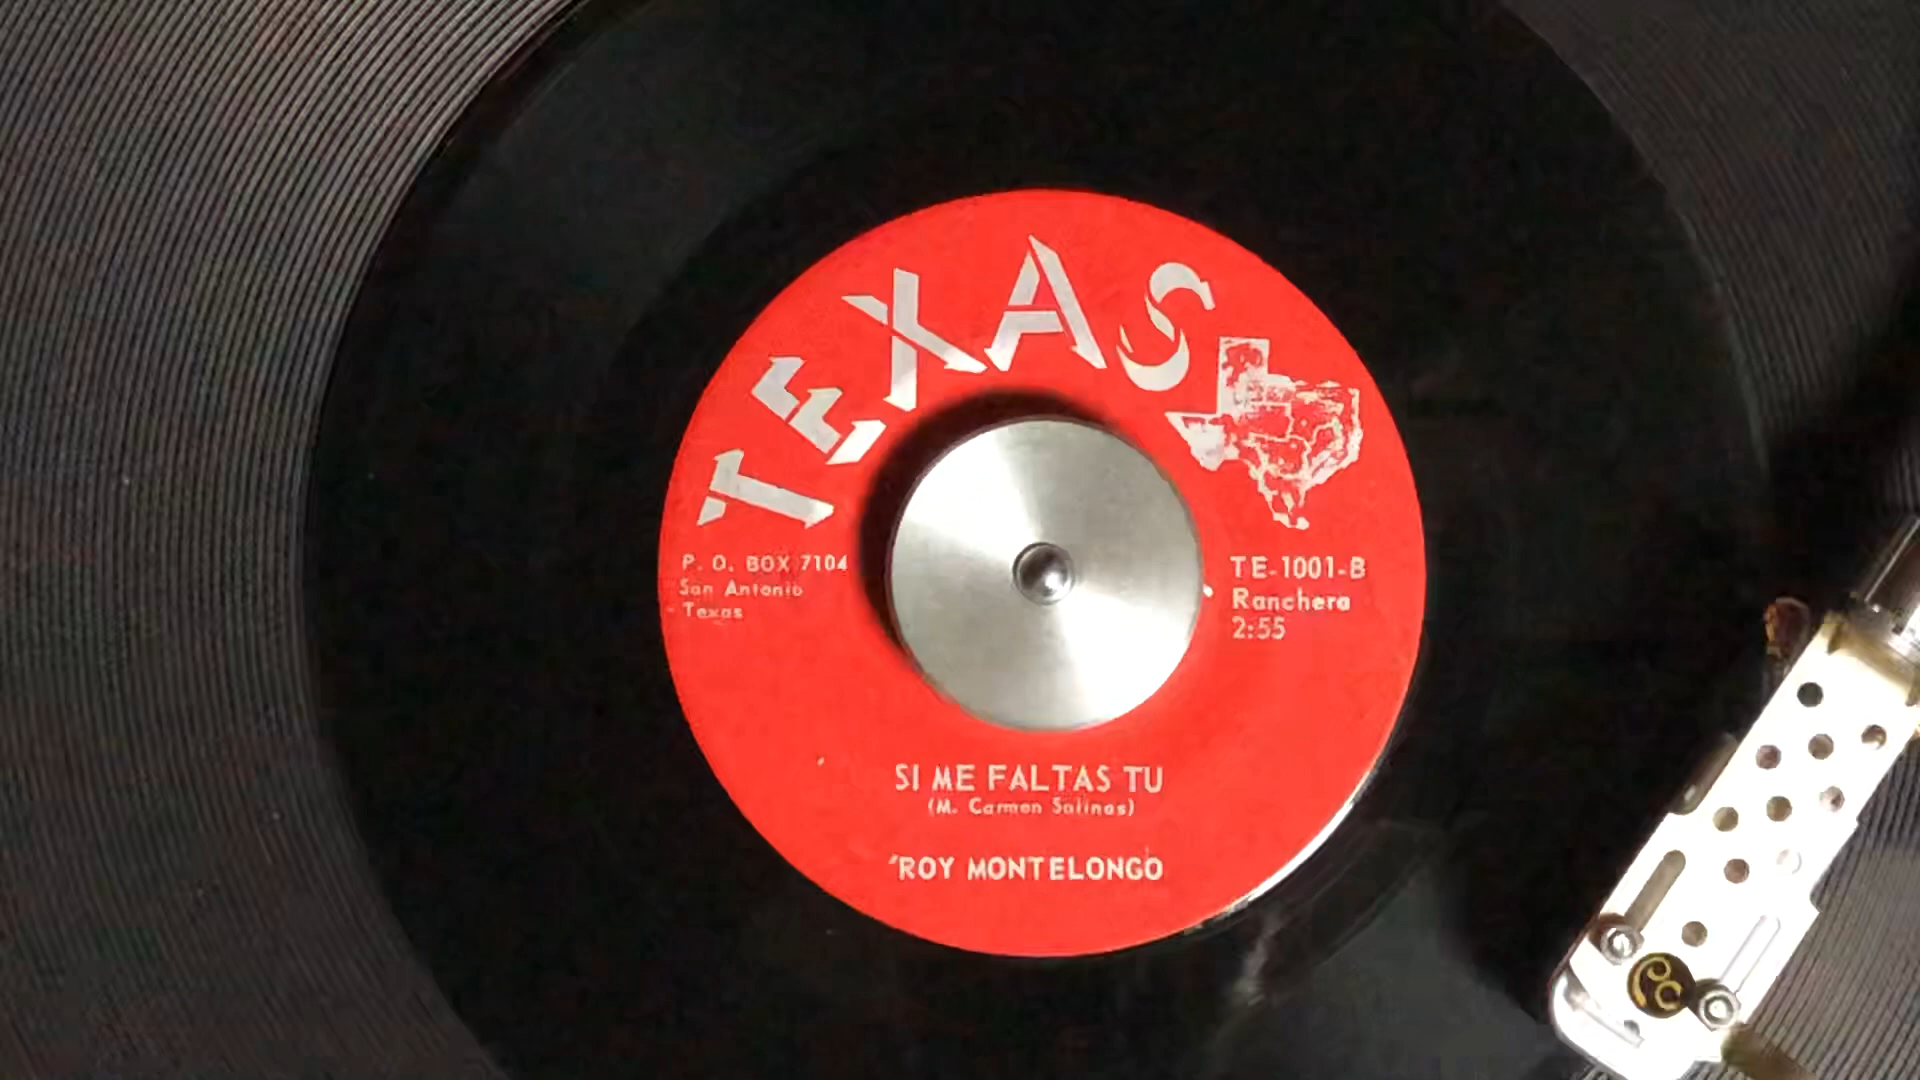 TEXAS
P. O. BOX 7104
San Antonio
Texas
TE-1001-B
Ranchera
2:55
SI ME FALTAS TU
(M. Carmen Salinas)
ROY MONTELONGO